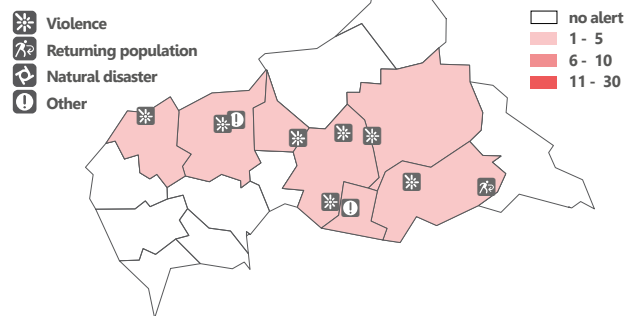 Violence
Returning population
Natural disaster
Other
no alert
1 - 5
6 - 10
11 - 30